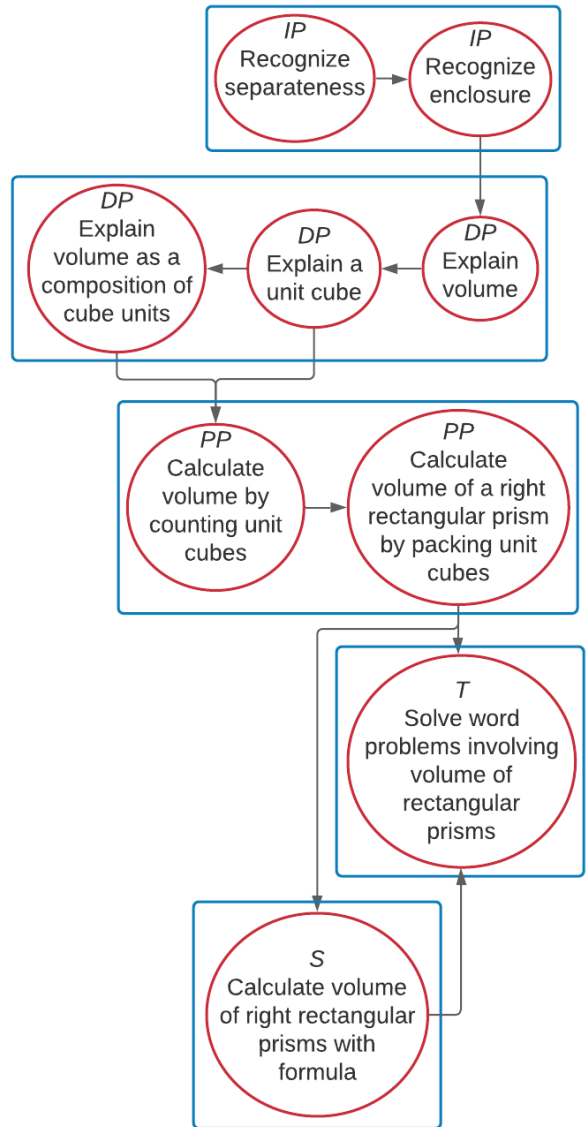 IP
Recognize
separateness
IP
Recognize
enclosure
DP
Explain
volume as a
composition of
cube units
DP
Explain a
unit cube
DP
Explain
volume
PP
Calculate
volume by
counting unit
cubes
PP
Calculate
volume of a right
rectangular prism
by packing unit
cubes
T
Solve word
problems involving
volume of
rectangular
prisms
S
Calculate volume
of right rectangular
prisms with
formula